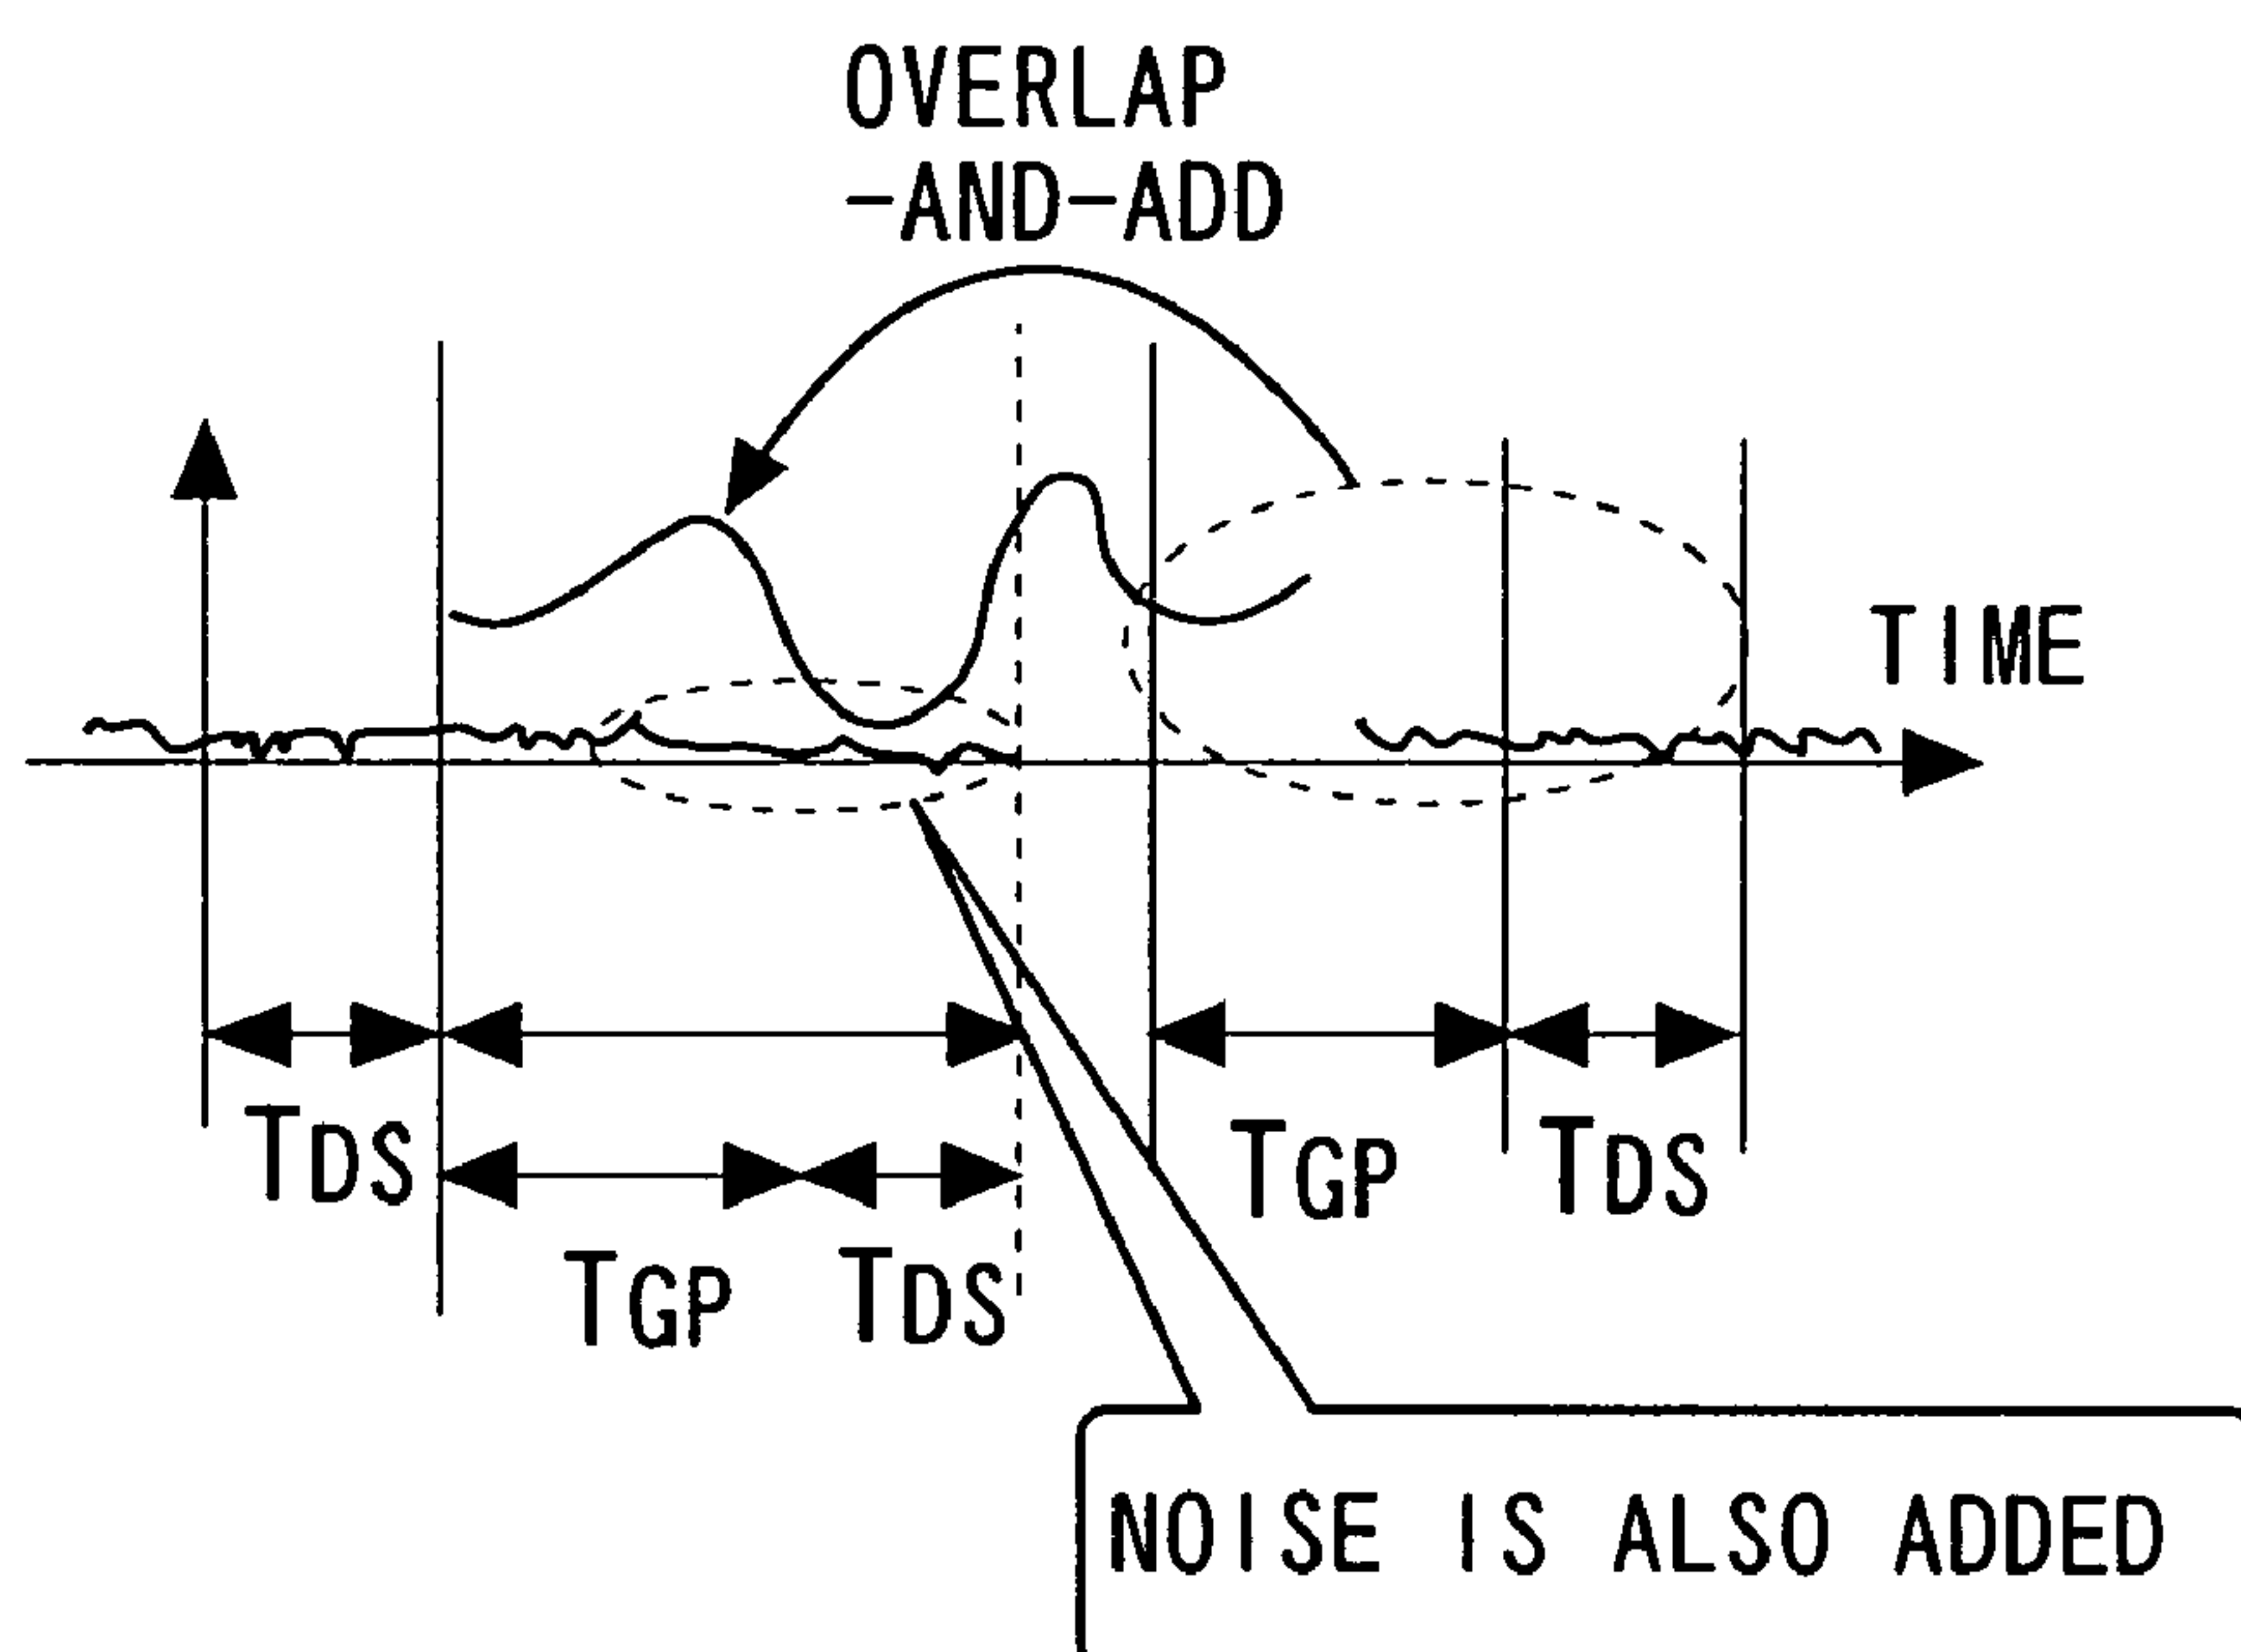 OVERLAP
-AND-ADD
TIME
TDS
TGP
TDS
TGP
TDS
NOISE IS ALSO ADDED